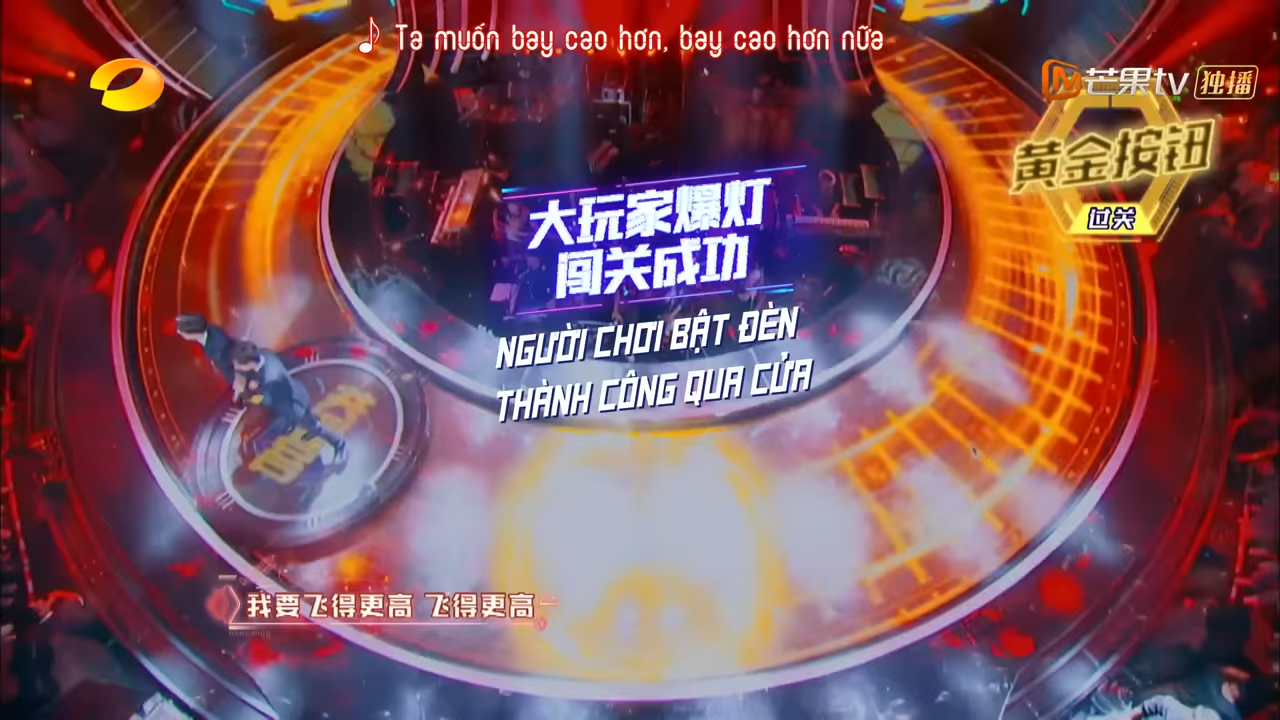 Ta muốn bay cao hơn, bay cao hơn nữa
芒果tv 独播
黄金按钮
过关
大玩家爆灯
闯关成功
NGƯỜI CHƠI BẬT ĐÈN
THÀNH CÔNG QUA CỬA
我要飞得更高 飞得更高